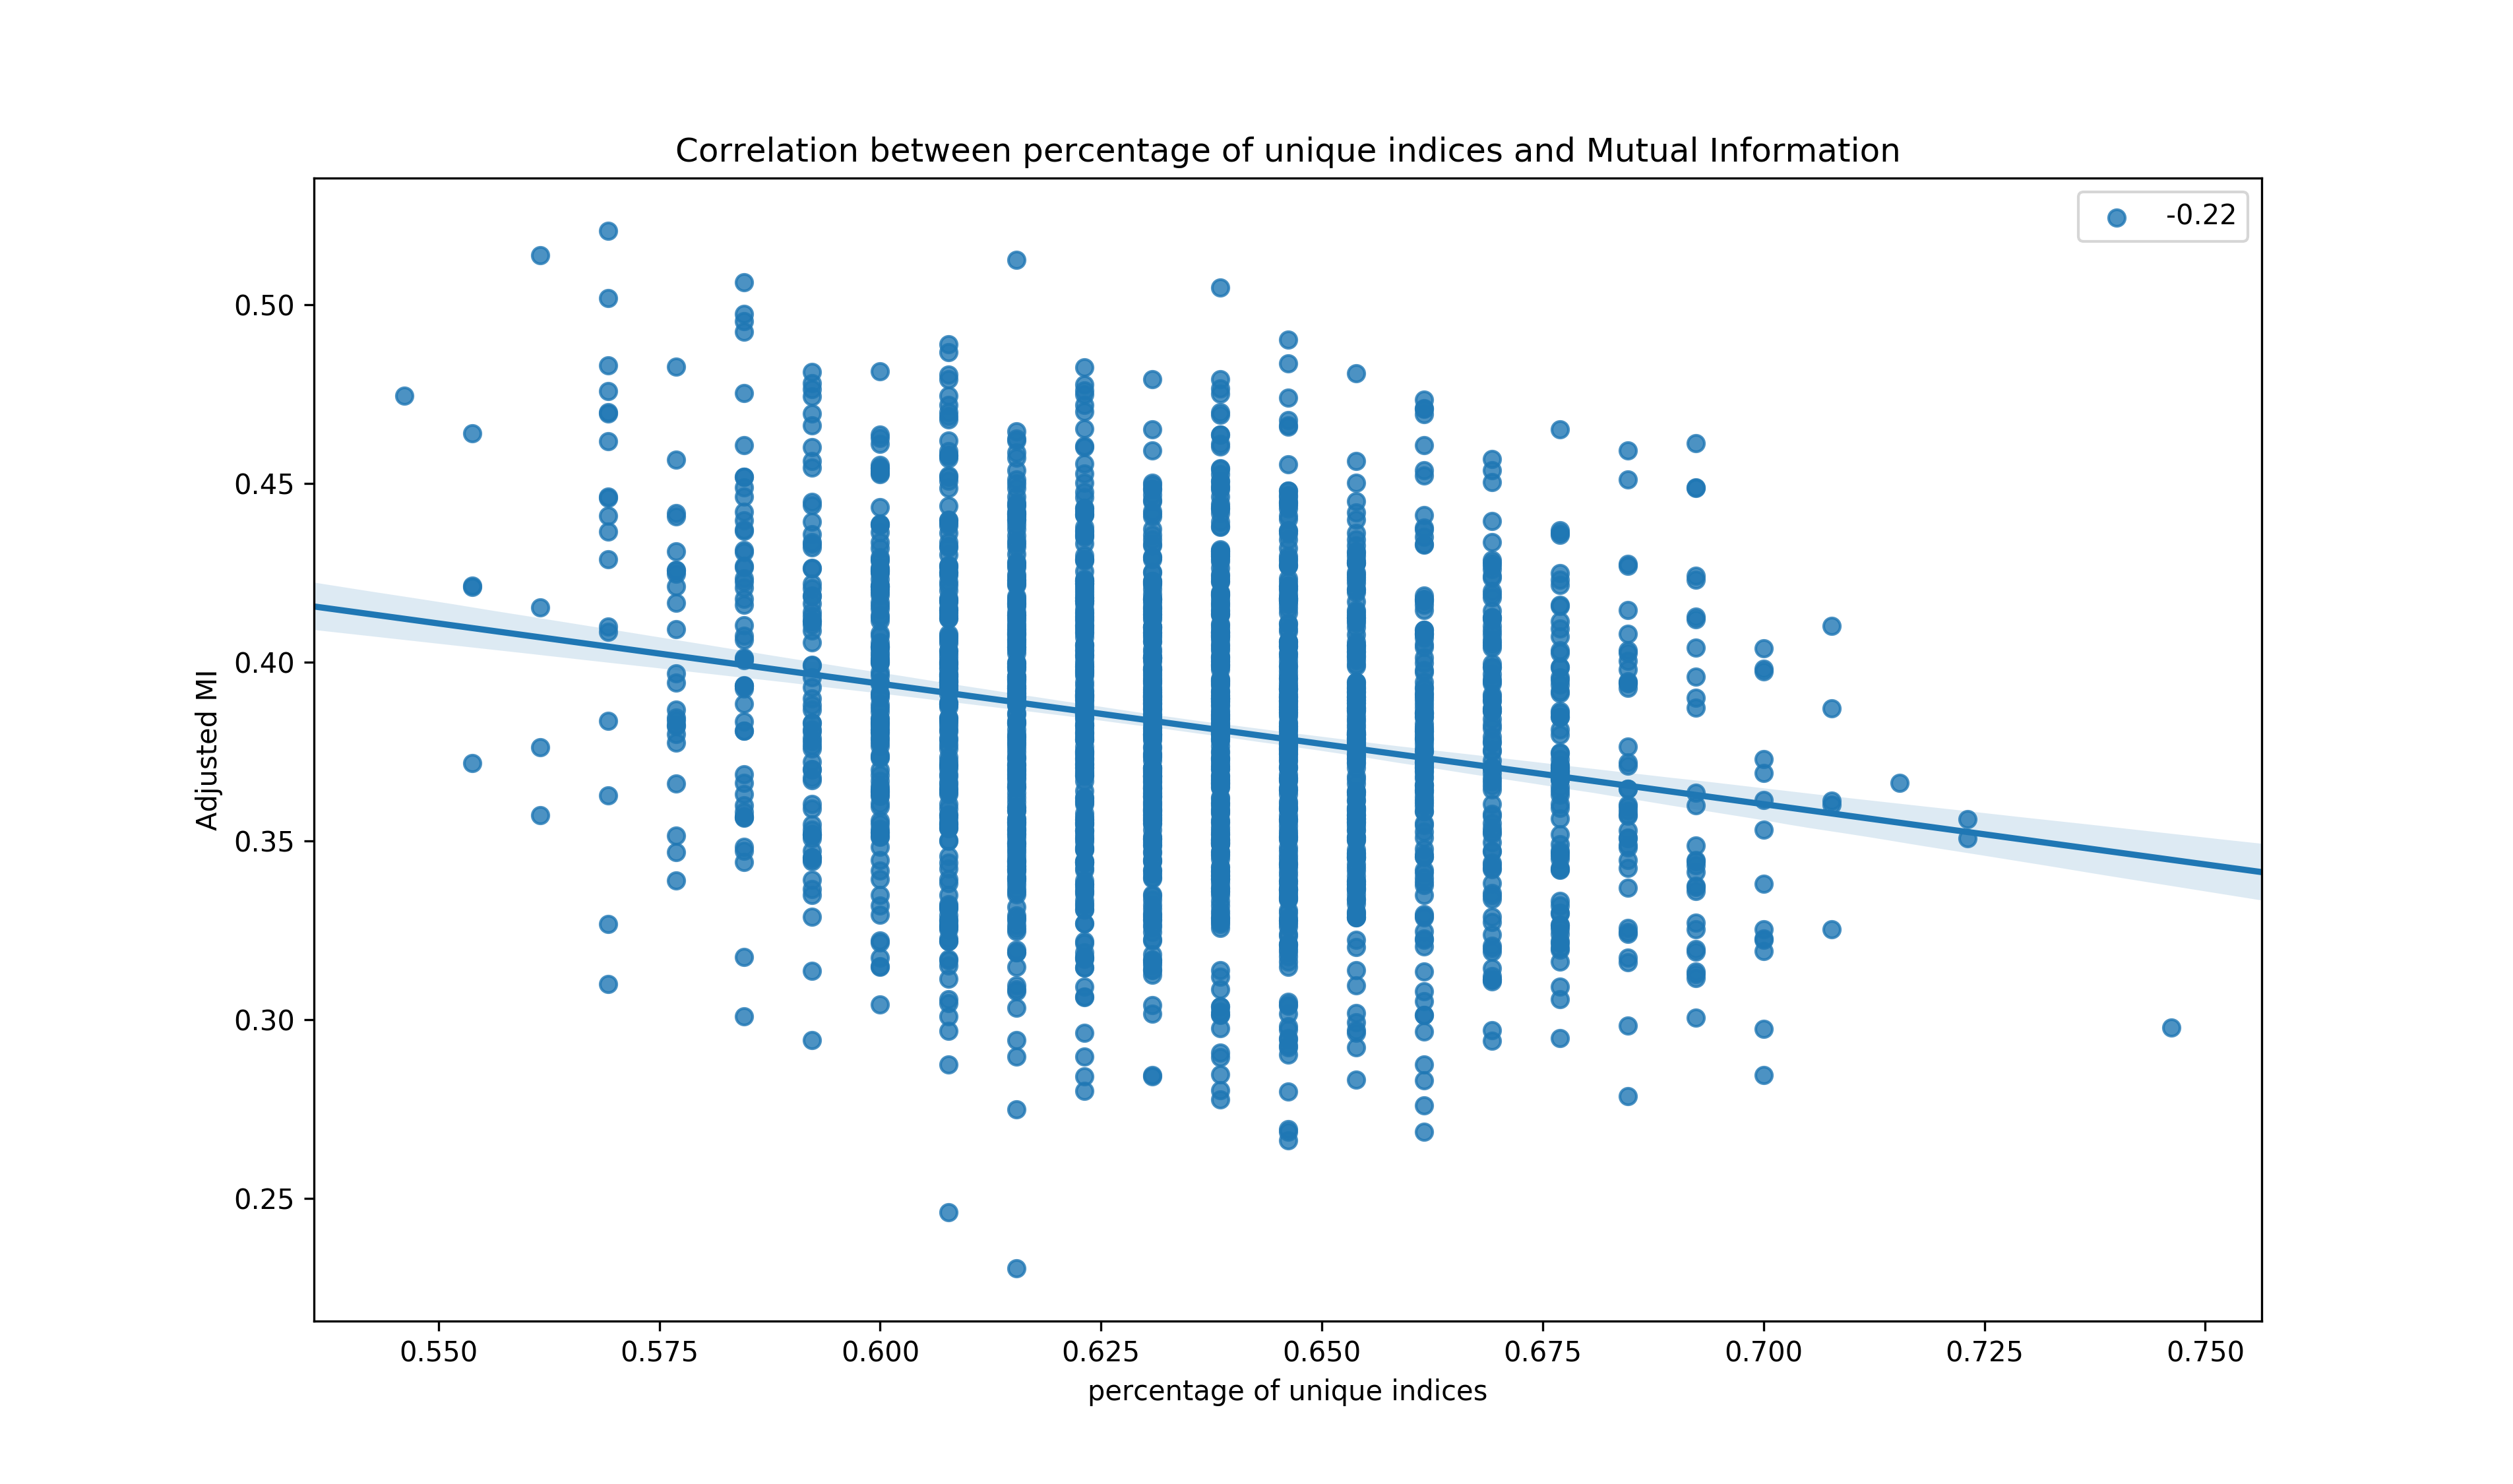 Correlation between percentage of unique indices and Mutual Information
-0.22
0.50
0.45
0.40
0.35
0.30
0.25
Adjusted MI
0.550 0.575 0.600 0.625 0.650 0.675 0.700 0.725 0.750
percentage of unique indices